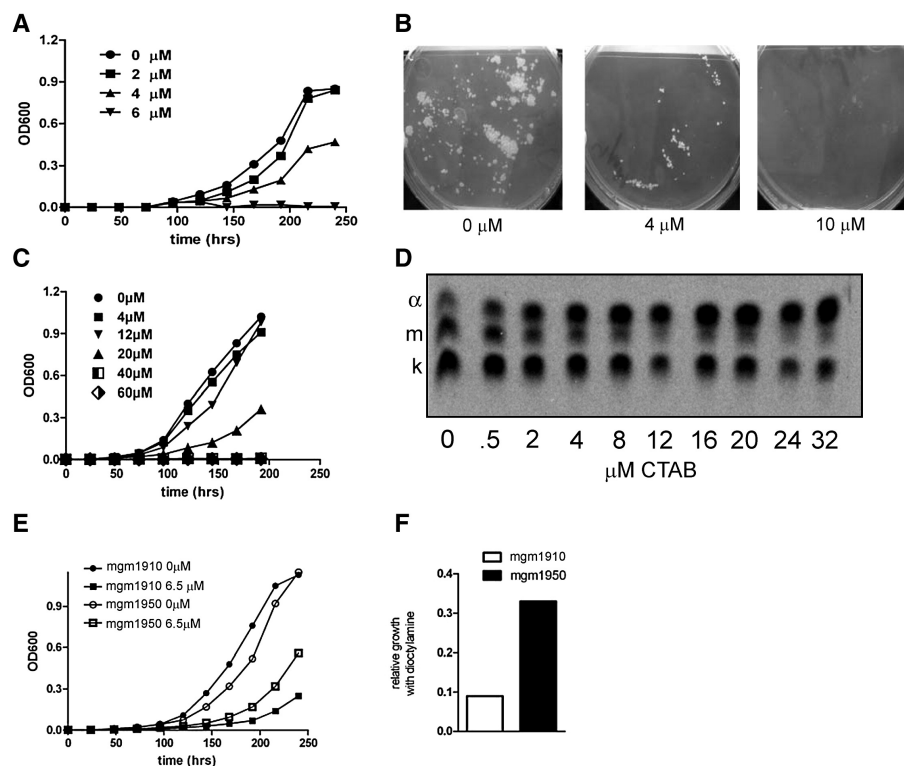 A
1.2
0.9
0.6
0.3
0.0
OD600
0 μM
2 μM
4 μM
6 μM
0 50 100 150 200 250
time (hrs)
B
0 μM 4 μM 10 μM
C
1.2
0.9
0.6
0.3
0.0
OD600
0μM
4μM
12μM
20μM
40μM
60μM
0 50 100 150 200 250
time (hrs)
D
α
m
k
0 .5 2 4 8 12 16 20 24 32
μM CTAB
E
0.9
0.6
0.3
0.0
OD600
mgm1910 0μM
mgm1910 6.5 μM
mgm1950 0μM
mgm1950 6.5μM
0 50 100 150 200 250
time (hrs)
F
mgm1910
mgm1950
0.4
0.3
0.2
0.1
0.0
relative growth
with dioctylamine